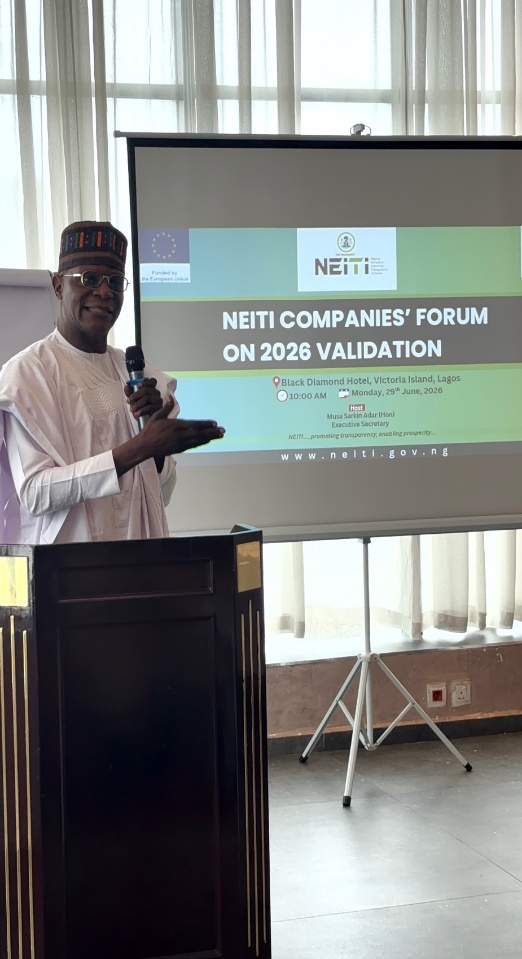 Funded by
the European Union
NEITI
NEITI COMPANIES' FORUM
ON 2026 VALIDATION
Black Diamond Hotel, Victoria Island, Lagos
10:00 AM Monday, 29th June, 2026
Host
Musa Sarkin Adar (Hon)
Executive Secretary
NEITI... promoting transparency, enabling prosperity...
www.neiti.gov.ng